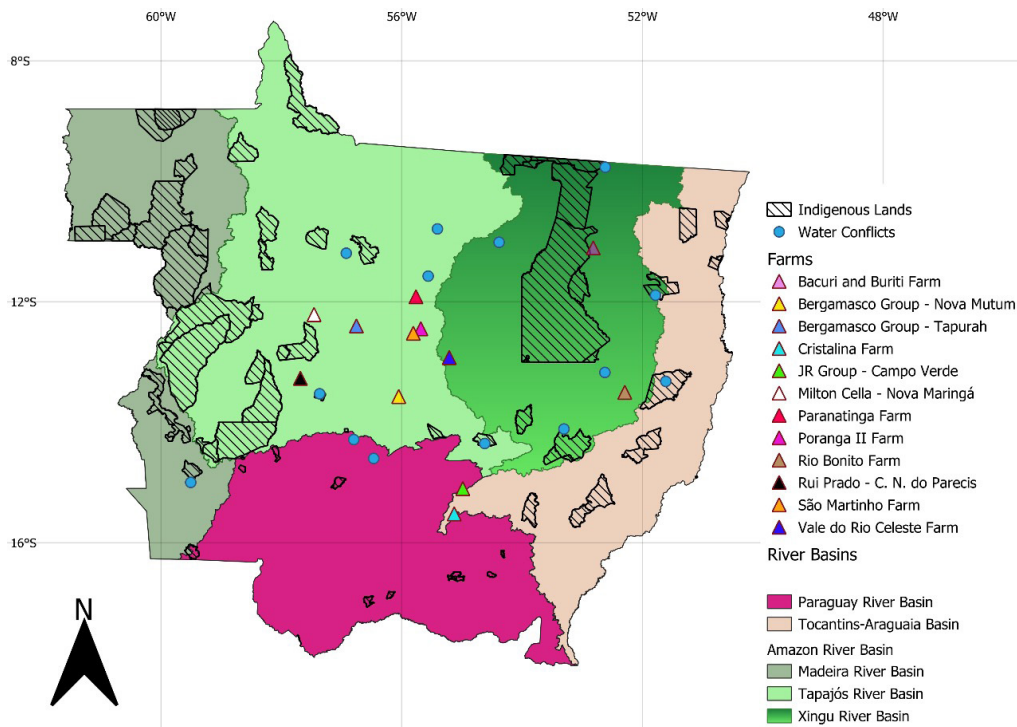 60°W 56°W 52°W 48°W
8°S
12°S
16°S
Indigenous Lands
Water Conflicts
Farms
Bacuri and Buriti Farm
Bergamasco Group - Nova Mutum
Bergamasco Group - Tapurah
Cristalina Farm
JR Group - Campo Verde
Milton Cella - Nova Maringá
Paranatinga Farm
Poranga II Farm
Rio Bonito Farm
Rui Prado - C. N. do Parecis
São Martinho Farm
Vale do Rio Celeste Farm
River Basins
Paraguay River Basin
Tocantins-Araguaia Basin
Amazon River Basin
Madeira River Basin
Tapajós River Basin
Xingu River Basin
N